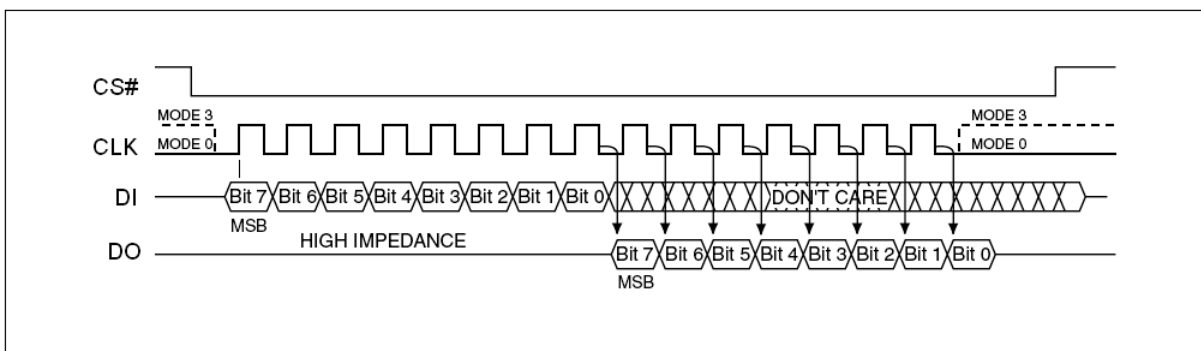 CS#
MODE 3 MODE 3
CLK MODE 0 MODE 0
DI Bit 7 Bit 6 Bit 5 Bit 4 Bit 3 Bit 2 Bit 1 Bit 0 DON'T CARE
MSB
HIGH IMPEDANCE
DO Bit 7 Bit 6 Bit 5 Bit 4 Bit 3 Bit 2 Bit 1 Bit 0
MSB